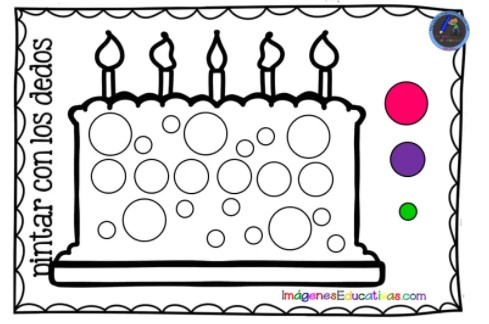 pintar con los dedos
ImágenesEducativas.com